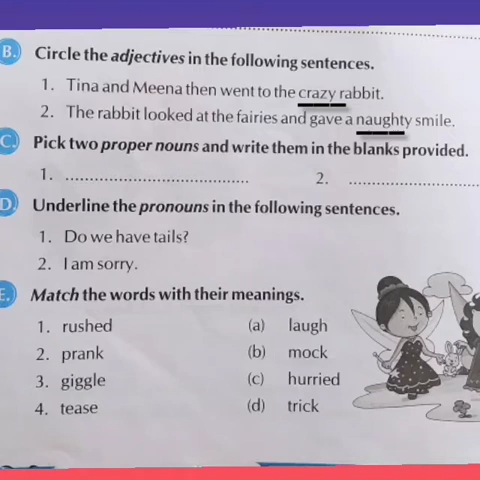 B. Circle the adjectives in the following sentences.
1. Tina and Meena then went to the crazy rabbit.
2. The rabbit looked at the fairies and gave a naughty smile.
C. Pick two proper nouns and write them in the blanks provided.
1. ........................................ 2. ............................
D. Underline the pronouns in the following sentences.
1. Do we have tails?
2. I am sorry.
E. Match the words with their meanings.
1. rushed (a) laugh
2. prank (b) mock
3. giggle (c) hurried
4. tease (d) trick